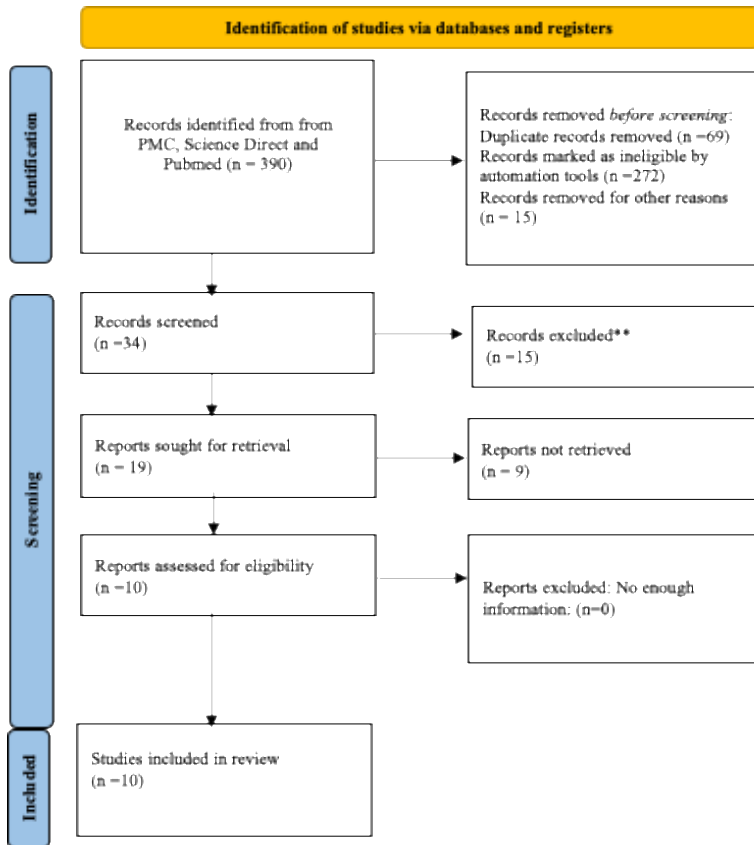 Identification of studies via databases and registers
Identification
Records identified from from
PMC, Science Direct and
Pubmed (n = 390)
Records removed before screening:
Duplicate records removed (n =69)
Records marked as ineligible by
automation tools (n =272)
Records removed for other reasons
(n = 15)
Screening
Records screened
(n =34)
Records excluded**
(n =15)
Reports sought for retrieval
(n = 19)
Reports not retrieved
(n = 9)
Reports assessed for eligibility
(n =10)
Reports excluded: No enough
information: (n=0)
Included
Studies included in review
(n =10)